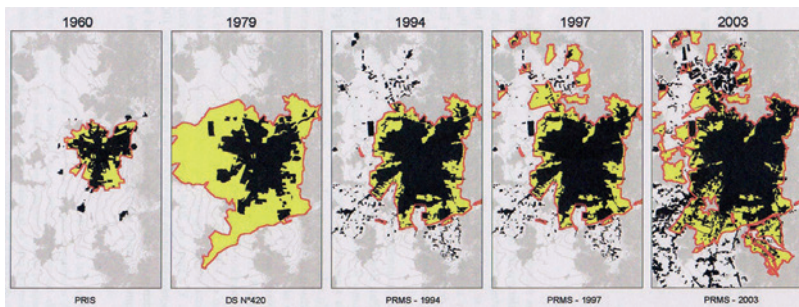 1960
1979
1994
1997
2003
PRIS
DS Nº420
PRMS - 1994
PRMS - 1997
PRMS - 2003